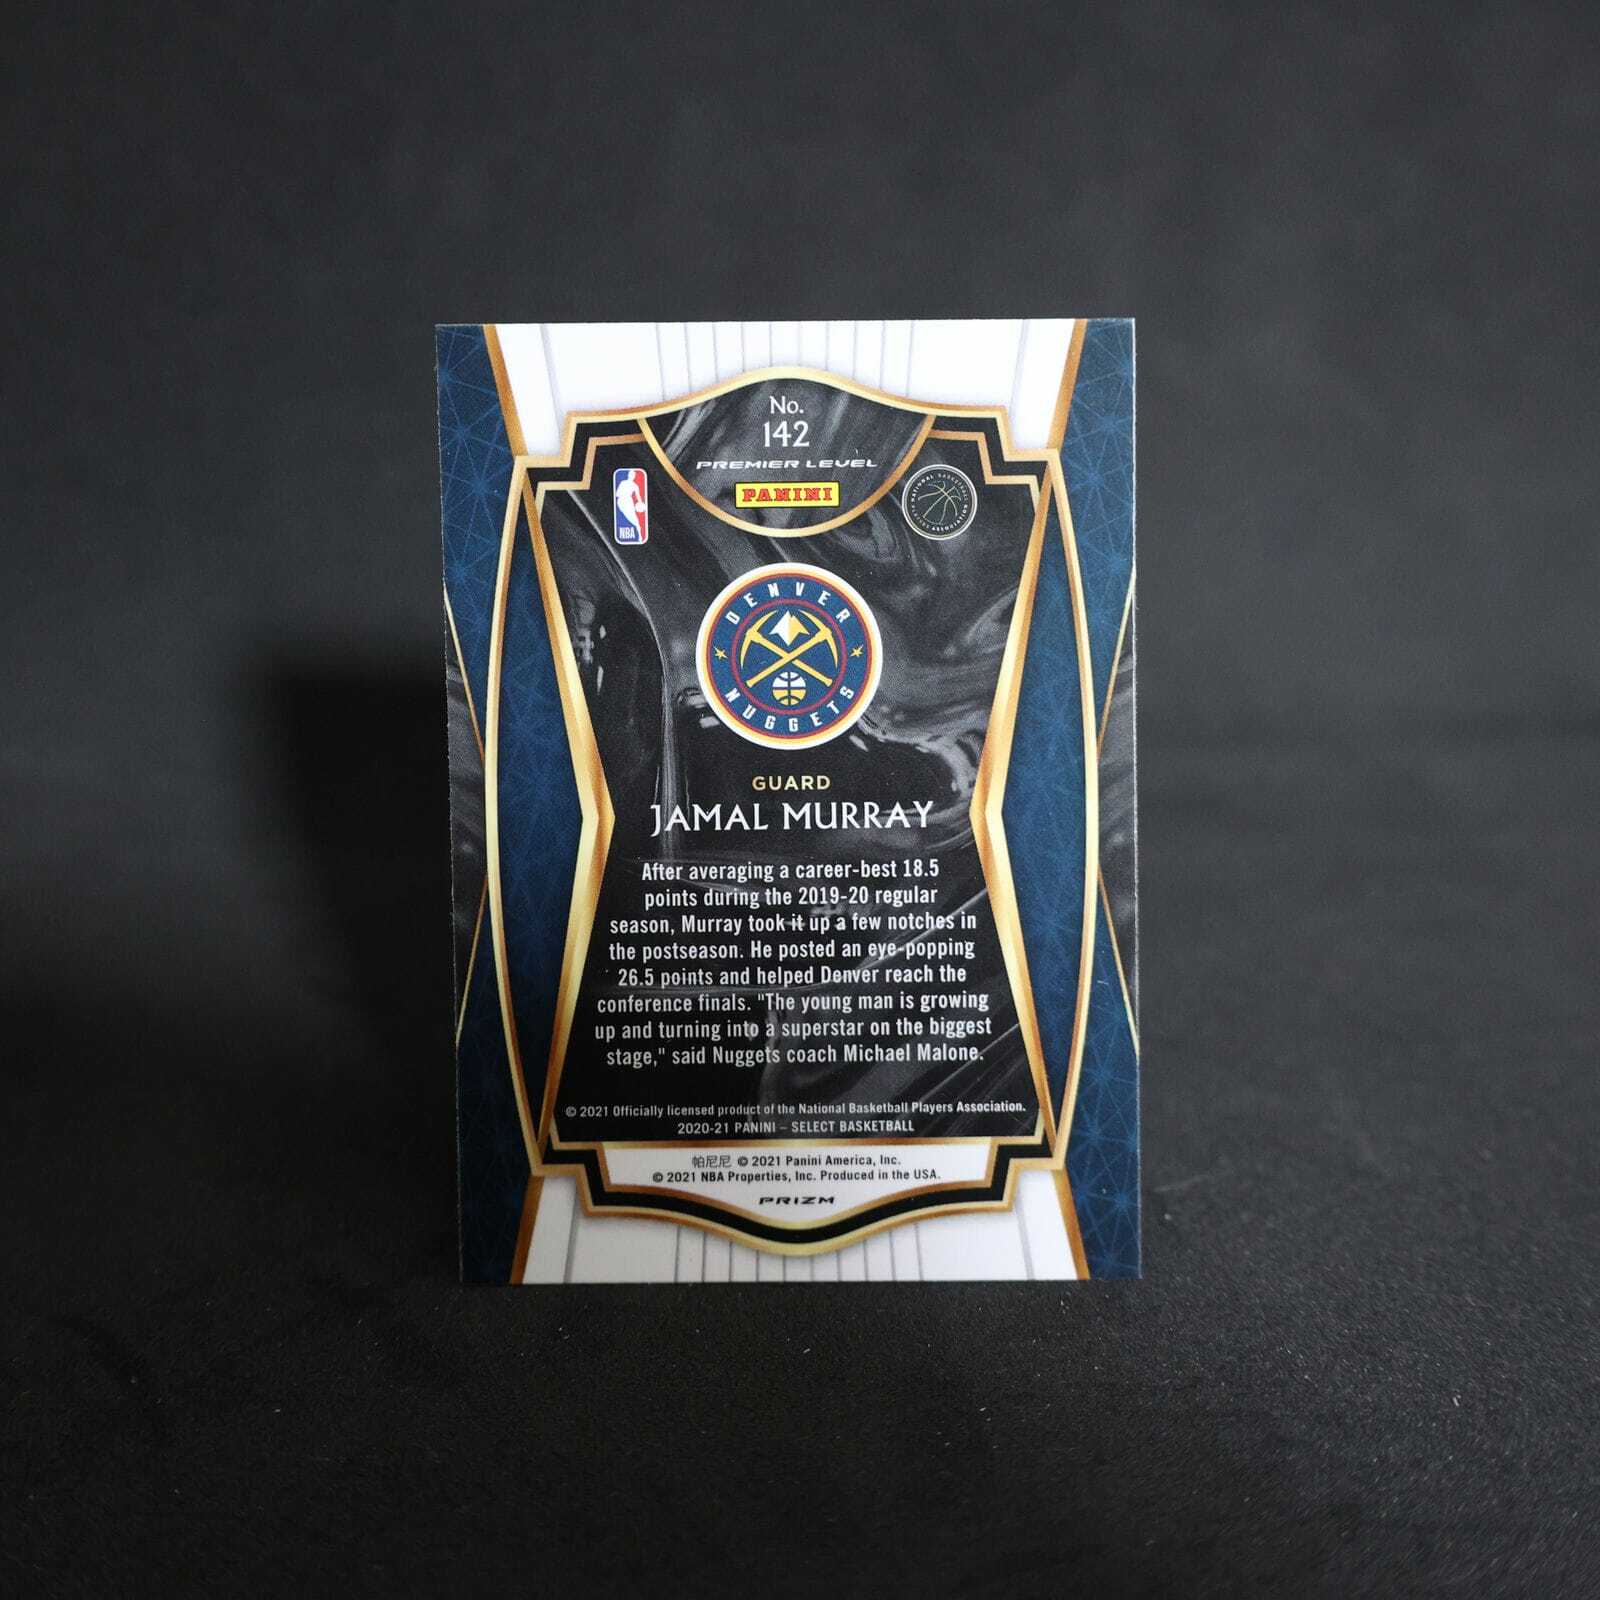 No.
142
PREMIER LEVEL
PANINI
NBA
NATIONAL BASKETBALL
PLAYERS ASSOCIATION
DENVER
NUGGETS
GUARD
JAMAL MURRAY
After averaging a career-best 18.5
points during the 2019-20 regular
season, Murray took it up a few notches in
the postseason. He posted an eye-popping
26.5 points and helped Denver reach the
conference finals. "The young man is growing
up and turning into a superstar on the biggest
stage," said Nuggets coach Michael Malone.
© 2021 Officially licensed product of the National Basketball Players Association.
2020-21 PANINI – SELECT BASKETBALL
帕尼尼 © 2021 Panini America, Inc.
© 2021 NBA Properties, Inc. Produced in the USA.
PRIZM